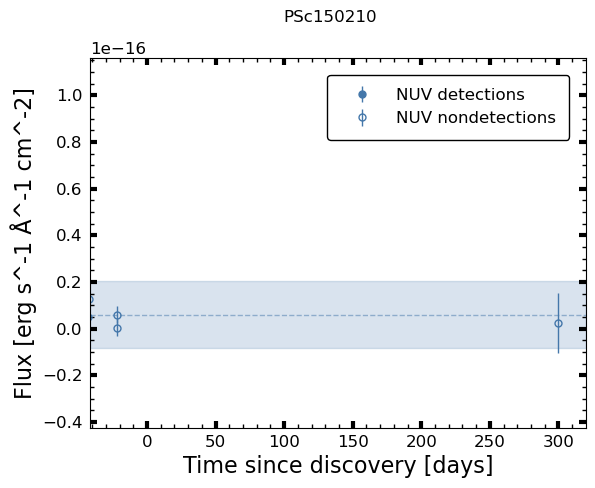 PSc150210
1e−16
NUV detections
NUV nondetections
1.0
0.8
0.6
0.4
0.2
0.0
−0.2
−0.4
Flux [erg s^-1 Å^-1 cm^-2]
0 50 100 150 200 250 300
Time since discovery [days]